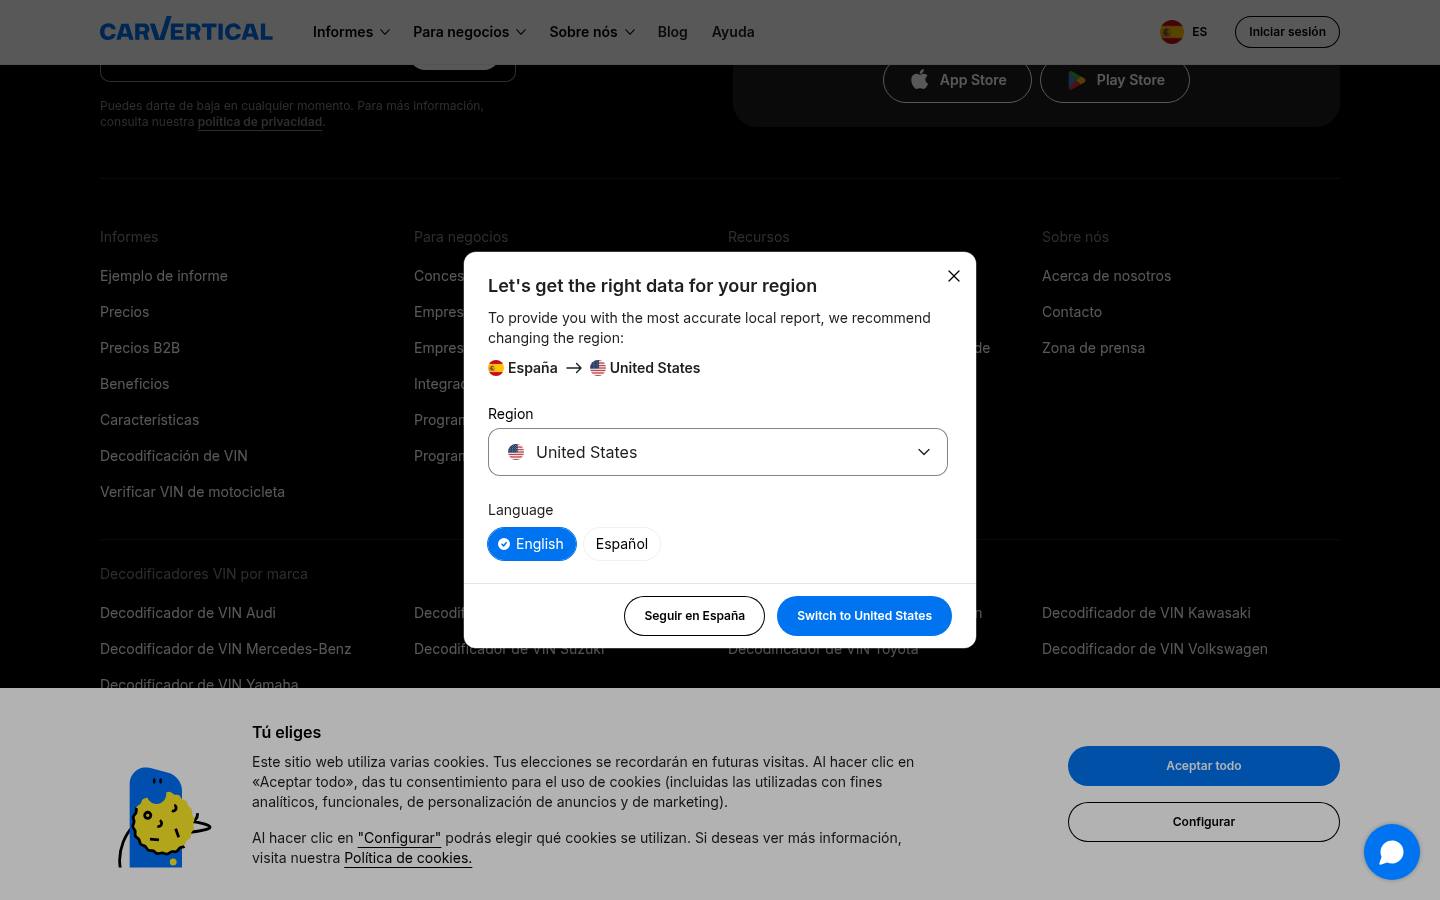 CARVERTICAL
Informes
Para negocios
Sobre nós
Blog
Ayuda
ES
Iniciar sesión
Puedes darte de baja en cualquier momento. Para más información,
consulta nuestra política de privacidad.
App Store
Play Store
Informes
Ejemplo de informe
Precios
Precios B2B
Beneficios
Características
Decodificación de VIN
Verificar VIN de motocicleta
Para negocios
Recursos
Sobre nós
Acerca de nosotros
Contacto
Zona de prensa
Let's get the right data for your region
To provide you with the most accurate local report, we recommend
changing the region:
España → United States
Region
United States
Language
English
Español
Seguir en España
Switch to United States
Decodificadores VIN por marca
Decodificador de VIN Audi
Decodificador de VIN Mercedes-Benz
Decodificador de VIN Yamaha
Decodificador de VIN Suzuki
Decodificador de VIN Toyota
Decodificador de VIN Kawasaki
Decodificador de VIN Volkswagen
Tú eliges
Este sitio web utiliza varias cookies. Tus elecciones se recordarán en futuras visitas. Al hacer clic en
«Aceptar todo», das tu consentimiento para el uso de cookies (incluidas las utilizadas con fines
analíticos, funcionales, de personalización de anuncios y de marketing).
Al hacer clic en "Configurar" podrás elegir qué cookies se utilizan. Si deseas ver más información,
visita nuestra Política de cookies.
Aceptar todo
Configurar